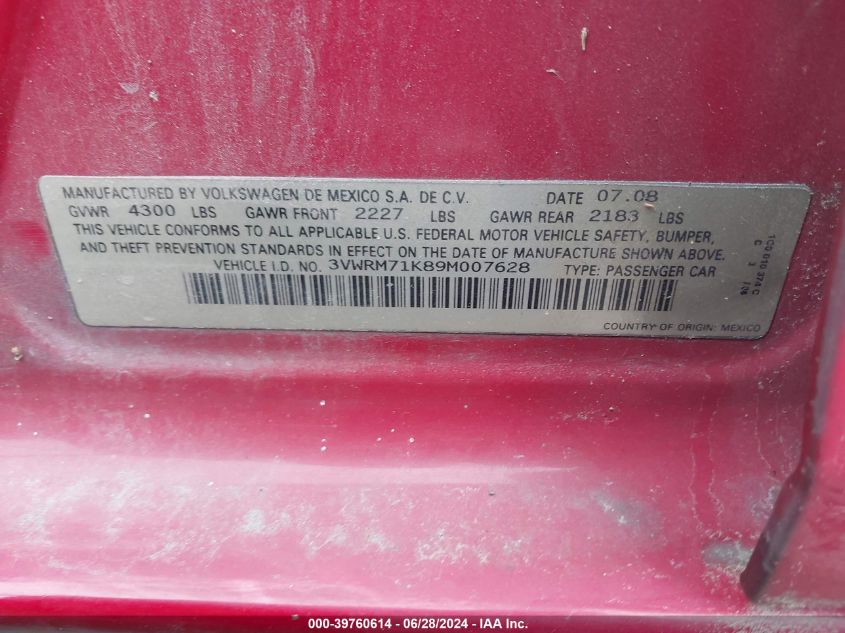 MANUFACTURED BY VOLKSWAGEN DE MEXICO S.A. DE C.V. DATE 07.08
GVWR 4300 LBS GAWR FRONT 2227 LBS GAWR REAR 2183 LBS
THIS VEHICLE CONFORMS TO ALL APPLICABLE U.S. FEDERAL MOTOR VEHICLE SAFETY, BUMPER,
AND THEFT PREVENTION STANDARDS IN EFFECT ON THE DATE OF MANUFACTURE SHOWN ABOVE.
VEHICLE I.D. NO. 3VWRM71K89M007628 TYPE: PASSENGER CAR
COUNTRY OF ORIGIN: MEXICO
1C0 010 374 C
000-39760614 - 06/28/2024 - IAA Inc.